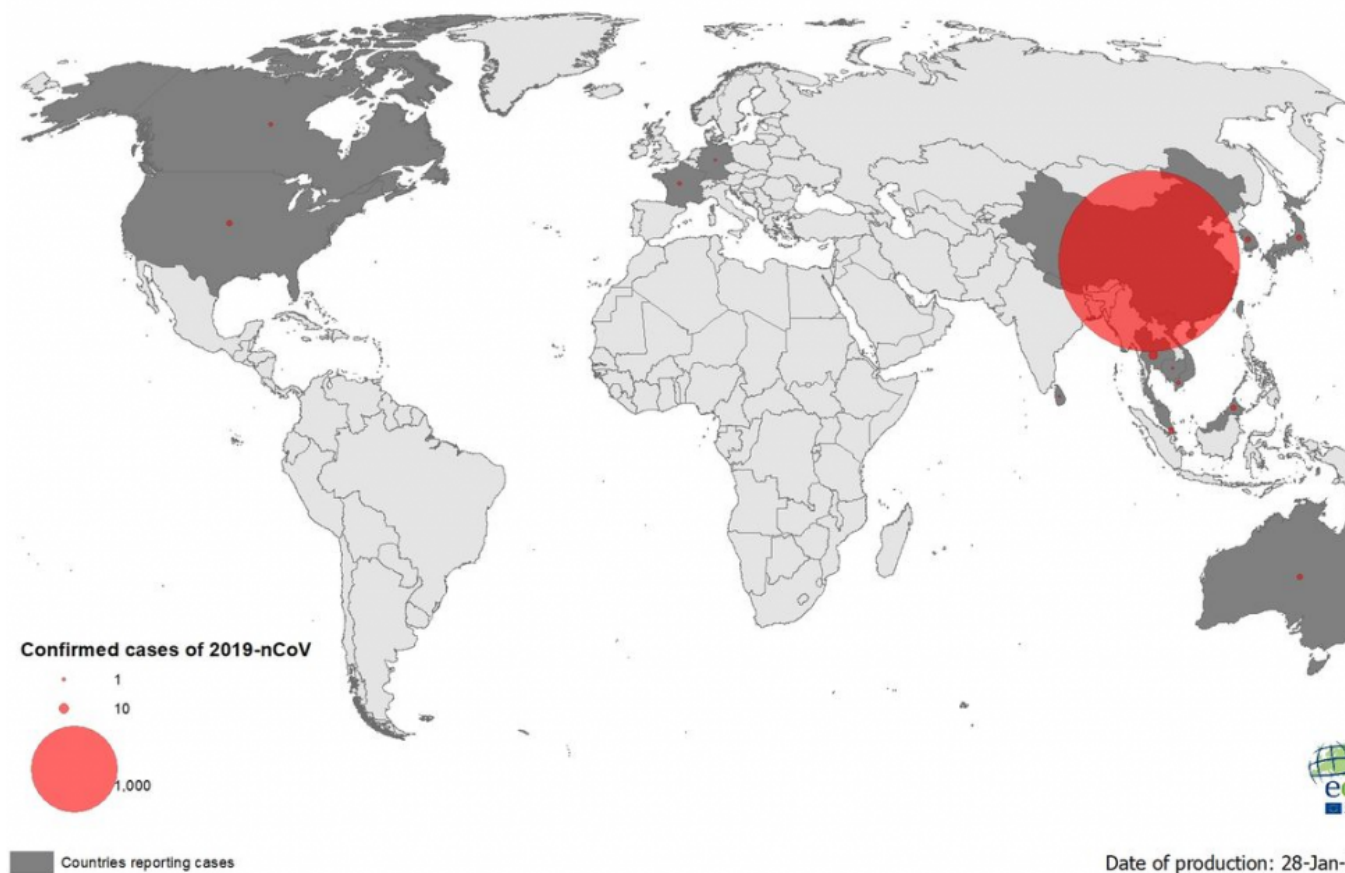 Confirmed cases of 2019-nCoV
1
10
1,000
Countries reporting cases
Date of production: 28-Jan-